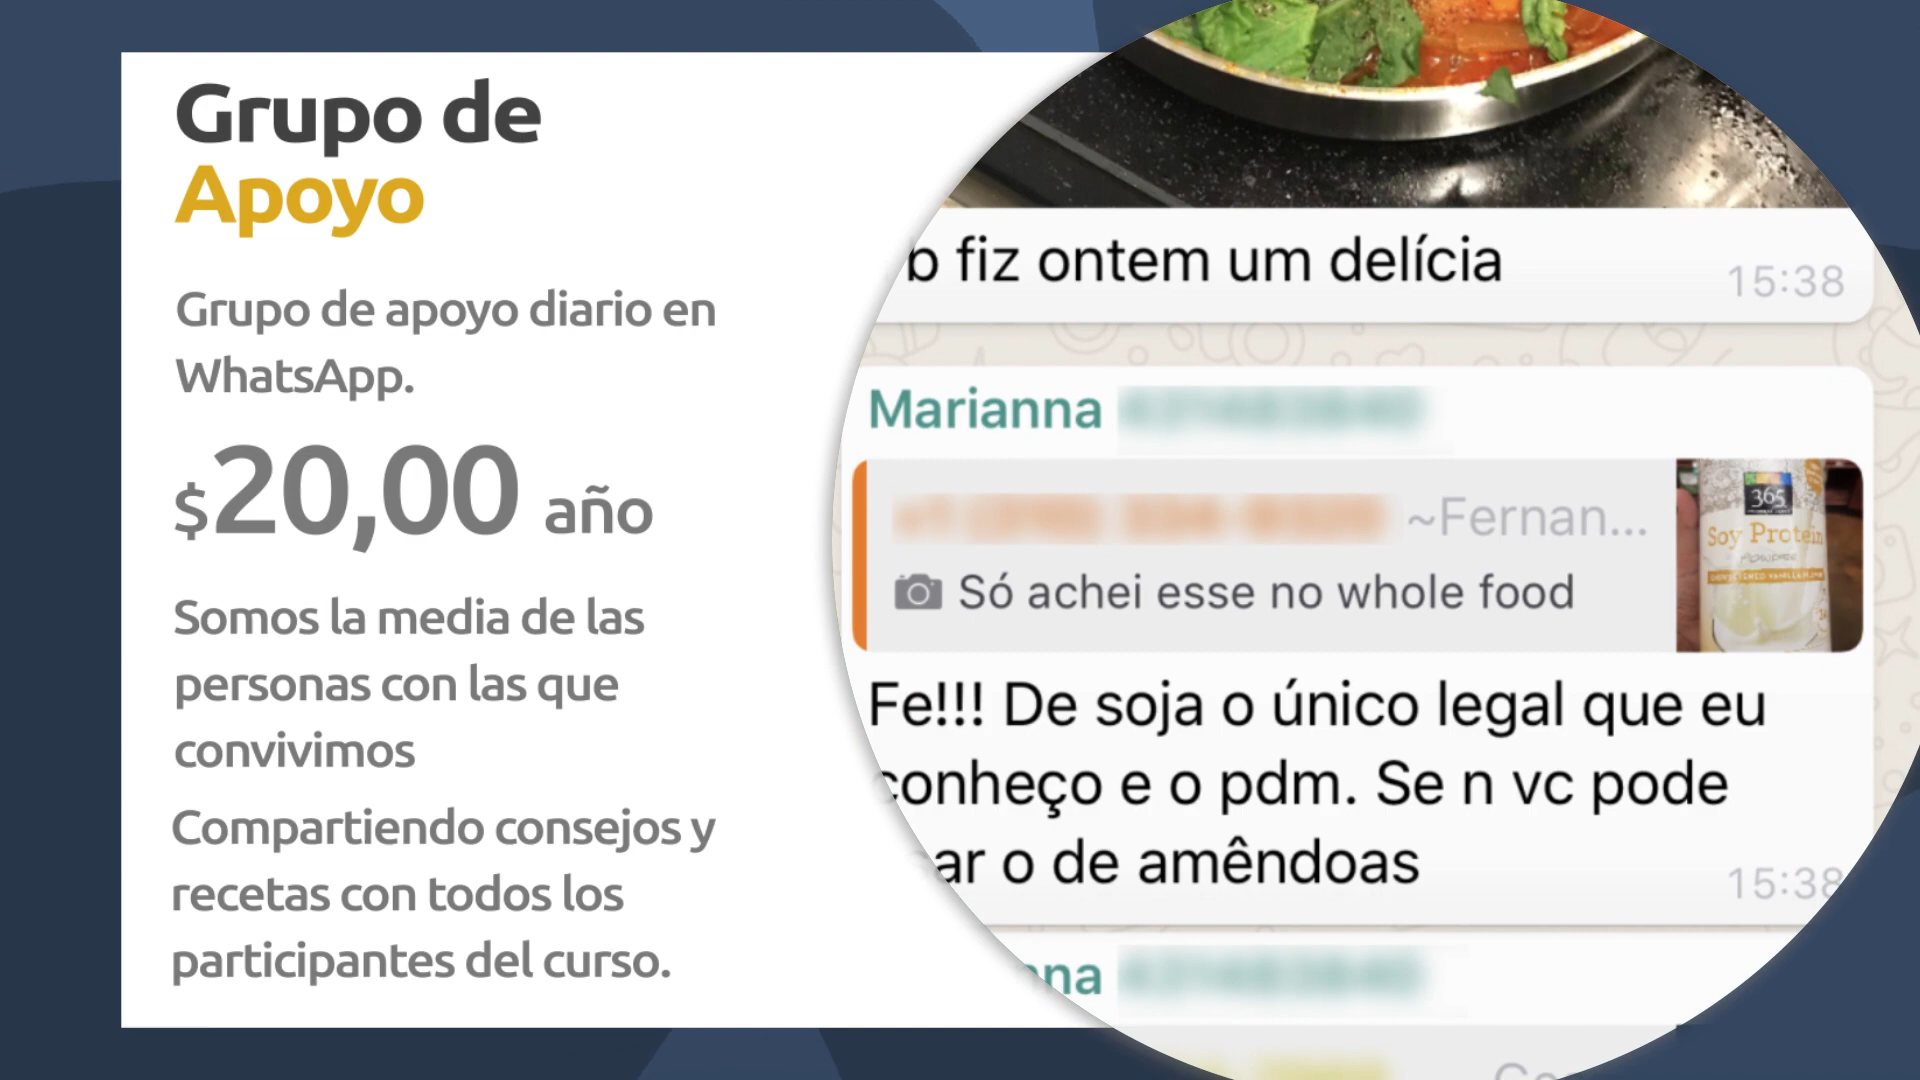 Grupo de
Apoyo
Grupo de apoyo diario en
WhatsApp.
$20,00 año
Somos la media de las
personas con las que
convivimos
Compartiendo consejos y
recetas con todos los
participantes del curso.
b fiz ontem um delícia
15:38
Marianna
~Fernan...
Só achei esse no whole food
365
Soy Protein
POWDER
Fe!!! De soja o único legal que eu
conheço e o pdm. Se n vc pode
ar o de amêndoas
15:38
nna